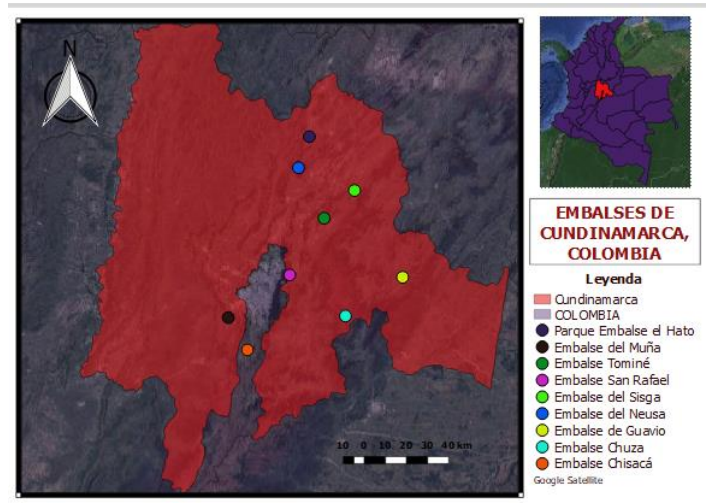 N
10 0 10 20 30 40 km
EMBALSES DE
CUNDINAMARCA,
COLOMBIA
Leyenda
Cundinamarca
COLOMBIA
Parque Embalse el Hato
Embalse del Muña
Embalse Tominé
Embalse San Rafael
Embalse del Sisga
Embalse del Neusa
Embalse de Guavio
Embalse Chuza
Embalse Chisacá
Google Satellite